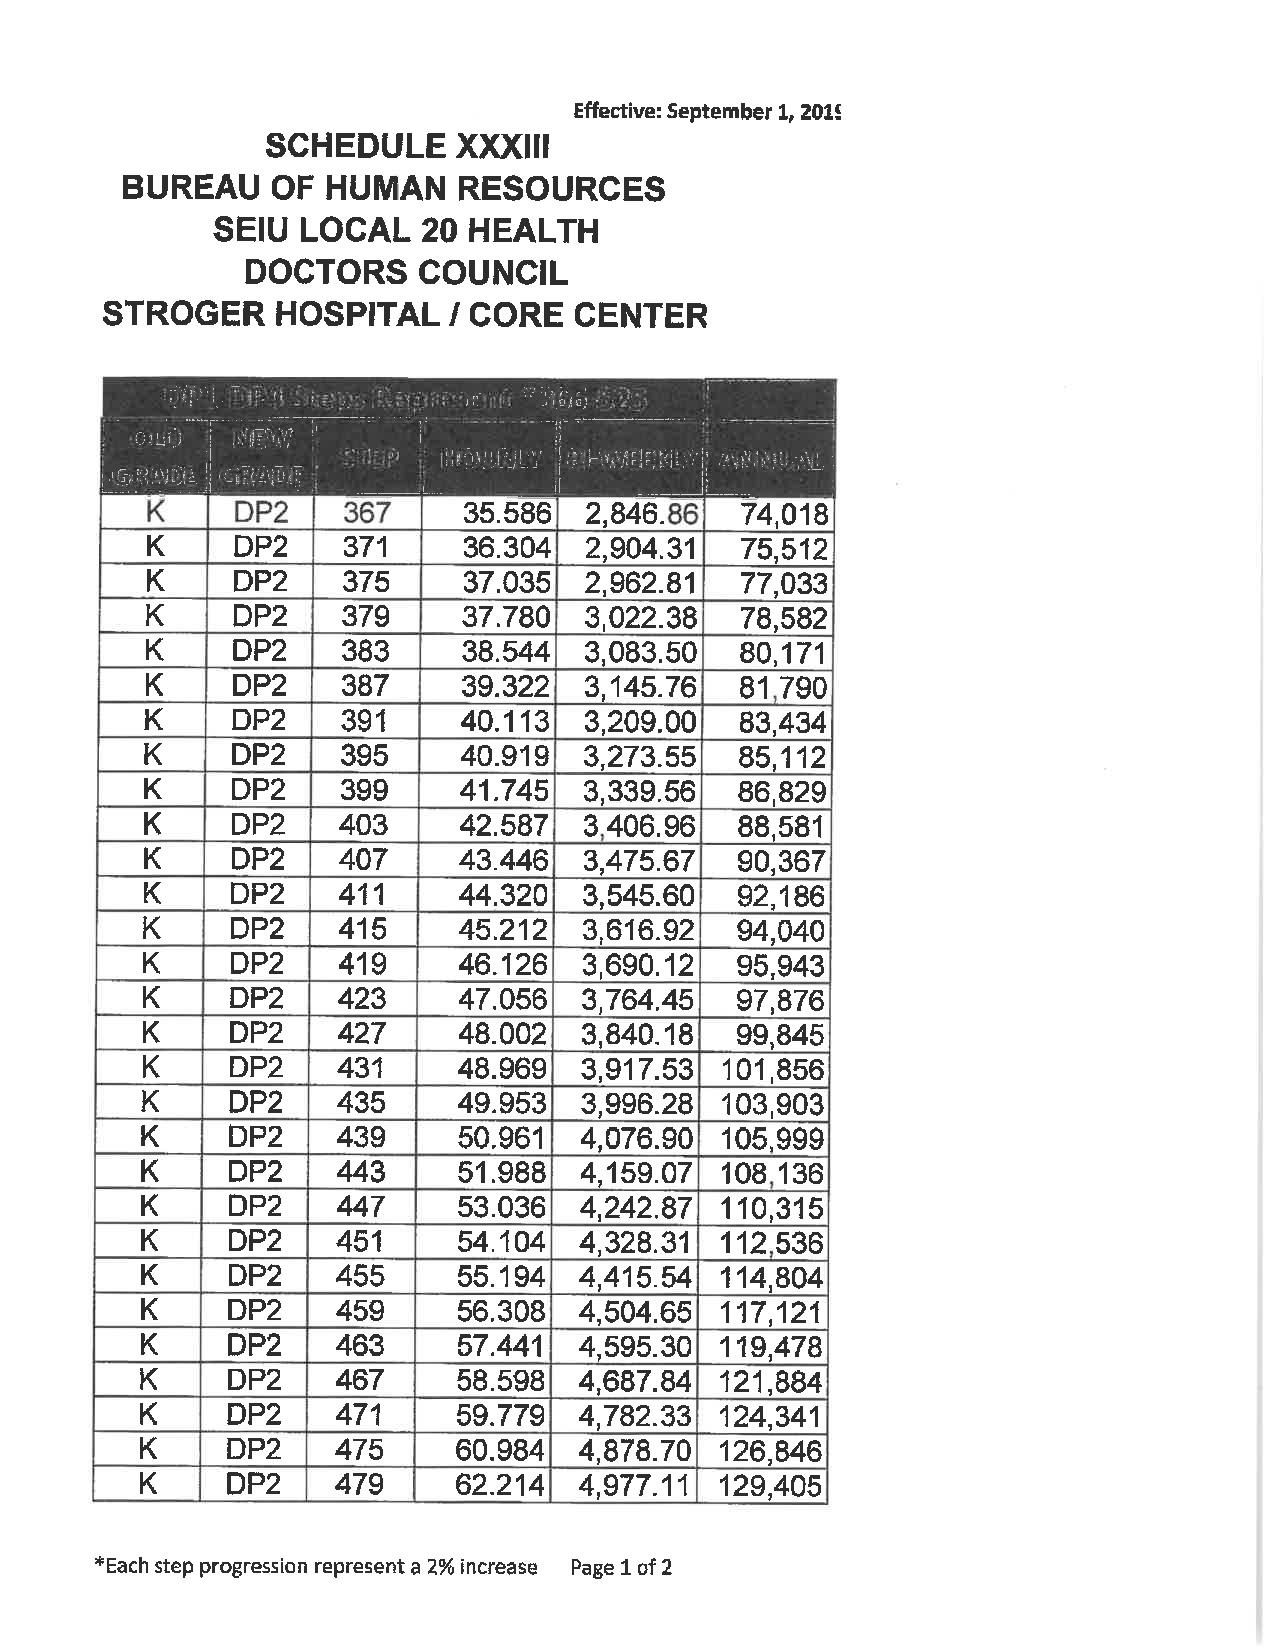 Effective: September 1, 201
SCHEDULE XXXIII
BUREAU OF HUMAN RESOURCES
SEIU LOCAL 20 HEALTH
DOCTORS COUNCIL
STROGER HOSPITAL / CORE CENTER
OLD NEW
STEP HOURLY BI-WEEKLY ANNUAL
GRADE GRADE
K DP2 367 35.586 2,846.86 74,018
K DP2 371 36.304 2,904.31 75,512
K DP2 375 37.035 2,962.81 77,033
K DP2 379 37.780 3,022.38 78,582
K DP2 383 38.544 3,083.50 80,171
K DP2 387 39.322 3,145.76 81,790
K DP2 391 40.113 3,209.00 83,434
K DP2 395 40.919 3,273.55 85,112
K DP2 399 41.745 3,339.56 86,829
K DP2 403 42.587 3,406.96 88,581
K DP2 407 43.446 3,475.67 90,367
K DP2 411 44.320 3,545.60 92,186
K DP2 415 45.212 3,616.92 94,040
K DP2 419 46.126 3,690.12 95,943
K DP2 423 47.056 3,764.45 97,876
K DP2 427 48.002 3,840.18 99,845
K DP2 431 48.969 3,917.53 101,856
K DP2 435 49.953 3,996.28 103,903
K DP2 439 50.961 4,076.90 105,999
K DP2 443 51.988 4,159.07 108,136
K DP2 447 53.036 4,242.87 110,315
K DP2 451 54.104 4,328.31 112,536
K DP2 455 55.194 4,415.54 114,804
K DP2 459 56.308 4,504.65 117,121
K DP2 463 57.441 4,595.30 119,478
K DP2 467 58.598 4,687.84 121,884
K DP2 471 59.779 4,782.33 124,341
K DP2 475 60.984 4,878.70 126,846
K DP2 479 62.214 4,977.11 129,405
*Each step progression represent a 2% increase Page 1 of 2